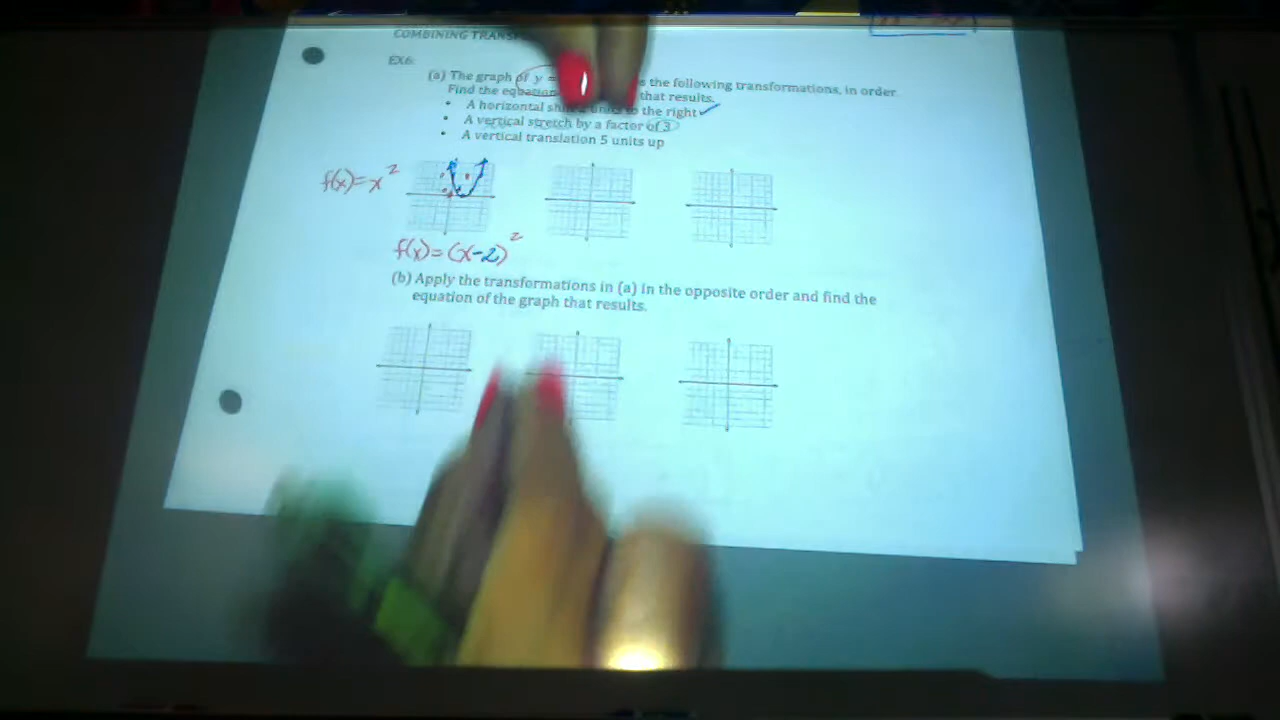 COMBINING
EX6:
(a) The graph of y = the following transformations, in order.
Find the equation that results.
• A horizontal units to the right ✓
• A vertical stretch by a factor of 3
• A vertical translation 5 units up
f(x)=x²
f(x)=(x-2)²
(b) Apply the transformations in (a) in the opposite order and find the
equation of the graph that results.